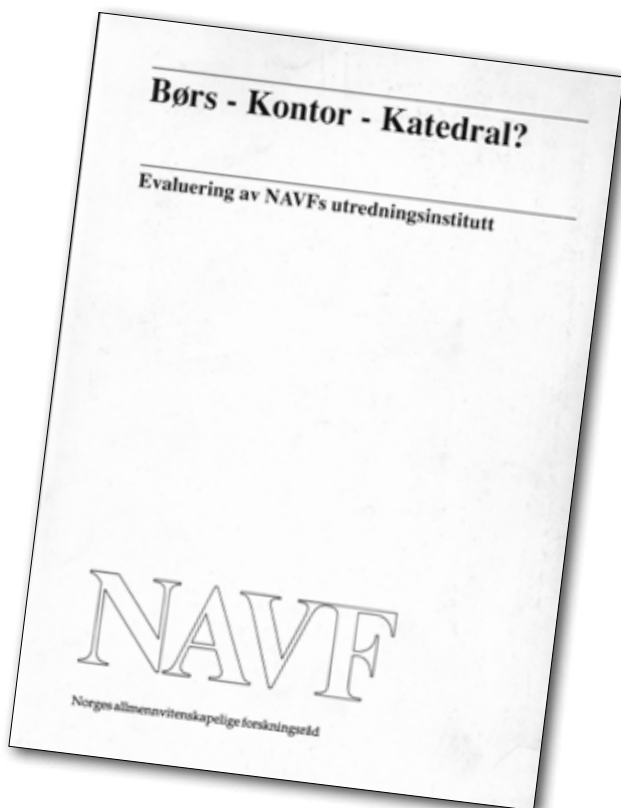 Børs - Kontor - Katedral?
Evaluering av NAVFs utredningsinstitutt
NAVF
Norges allmennvitenskapelige forskningsråd